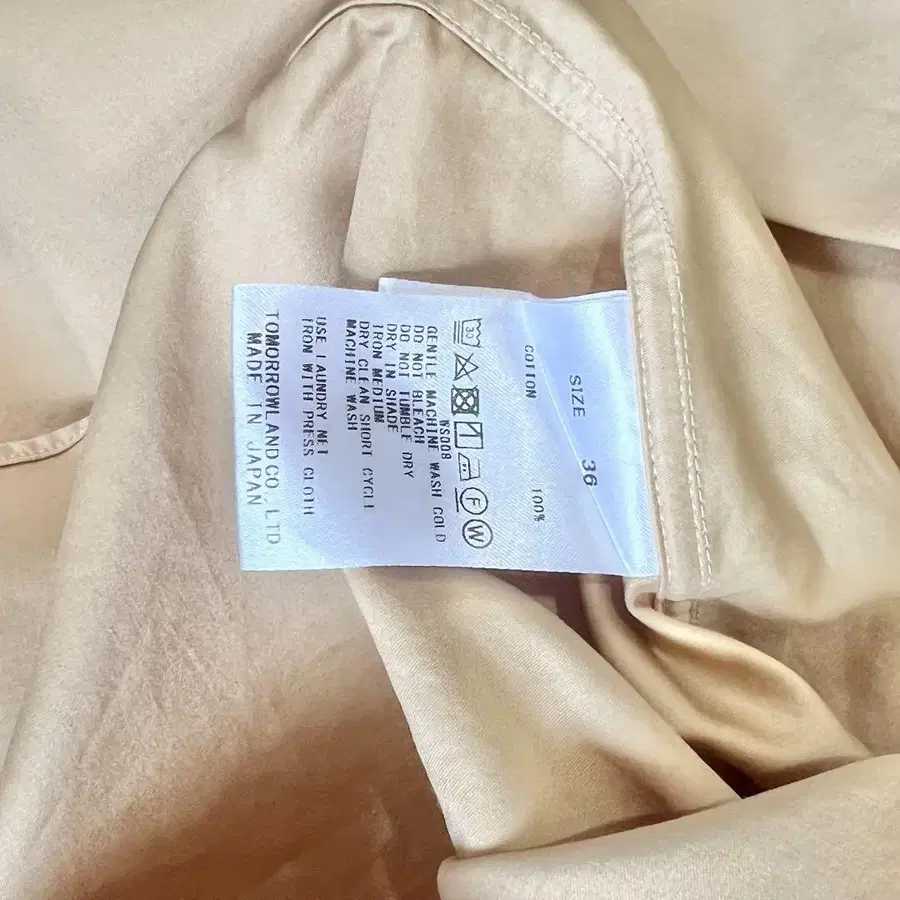 SIZE 36
COTTON 100%
30
F
W
WS008
GENTLE MACHINE WASH COLD
DO NOT BLEACH
DO NOT TUMBLE DRY
DRY IN SHADE
IRON MEDIUM
DRY CLEAN SHORT CYCLE
MACHINE WASH
USE LAUNDRY NET
IRON WITH PRESS CLOTH
TOMORROWLAND CO., LTD.
MADE IN JAPAN